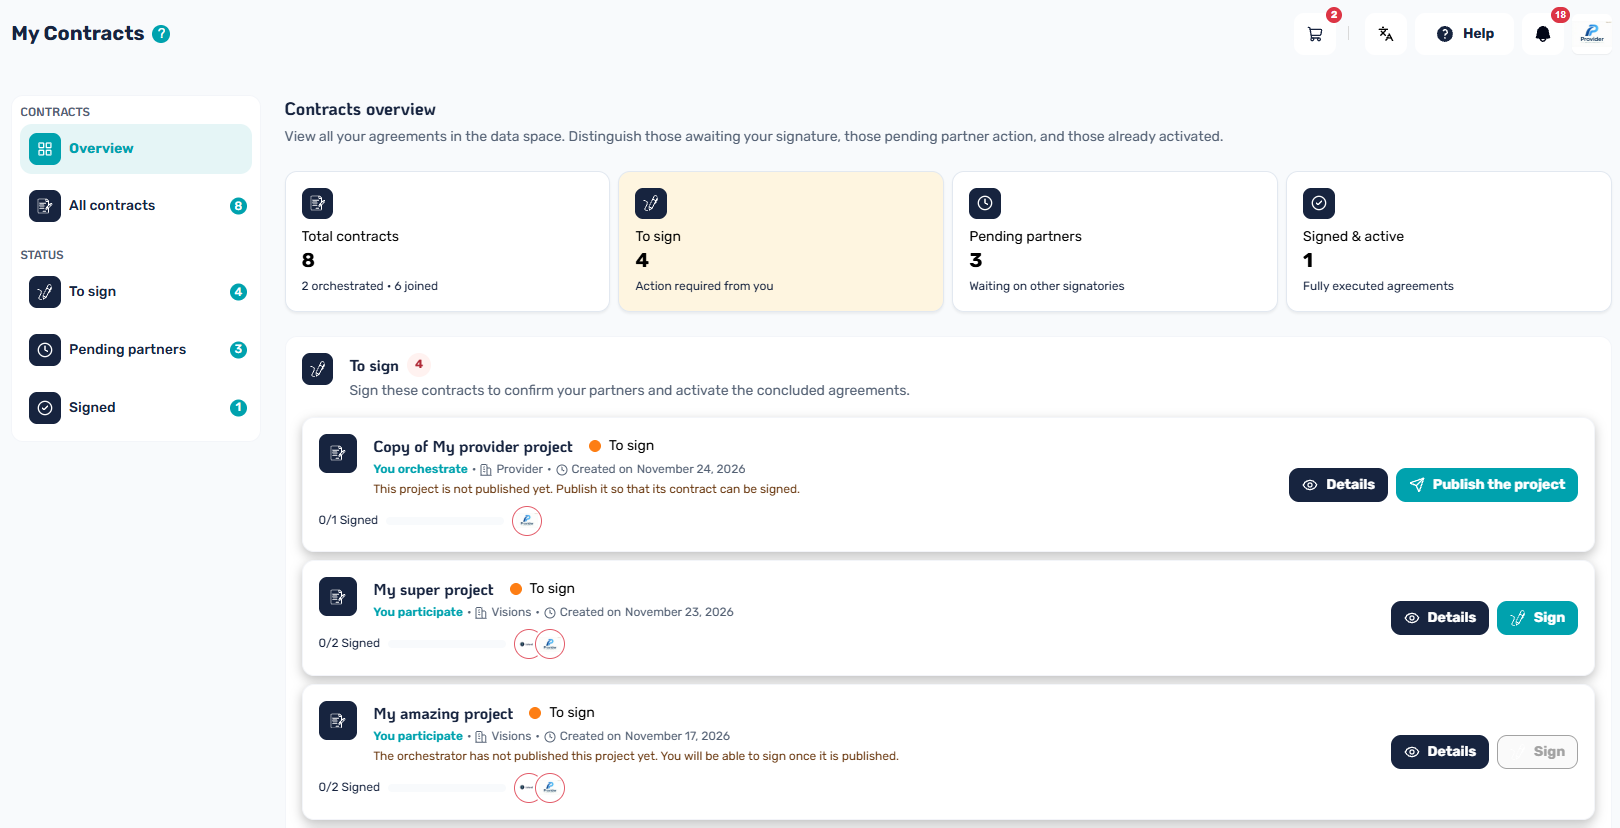 My Contracts ?
2
Help
18
Provider
CONTRACTS
Overview
All contracts 8
STATUS
To sign 4
Pending partners 3
Signed 1
Contracts overview
View all your agreements in the data space. Distinguish those awaiting your signature, those pending partner action, and those already activated.
Total contracts
8
2 orchestrated • 6 joined
To sign
4
Action required from you
Pending partners
3
Waiting on other signatories
Signed & active
1
Fully executed agreements
To sign 4
Sign these contracts to confirm your partners and activate the concluded agreements.
Copy of My provider project To sign
You orchestrate • Provider • Created on November 24, 2026
This project is not published yet. Publish it so that its contract can be signed.
0/1 Signed
Details
Publish the project
My super project To sign
You participate • Visions • Created on November 23, 2026
0/2 Signed
Details
Sign
My amazing project To sign
You participate • Visions • Created on November 17, 2026
The orchestrator has not published this project yet. You will be able to sign once it is published.
0/2 Signed
Details
Sign